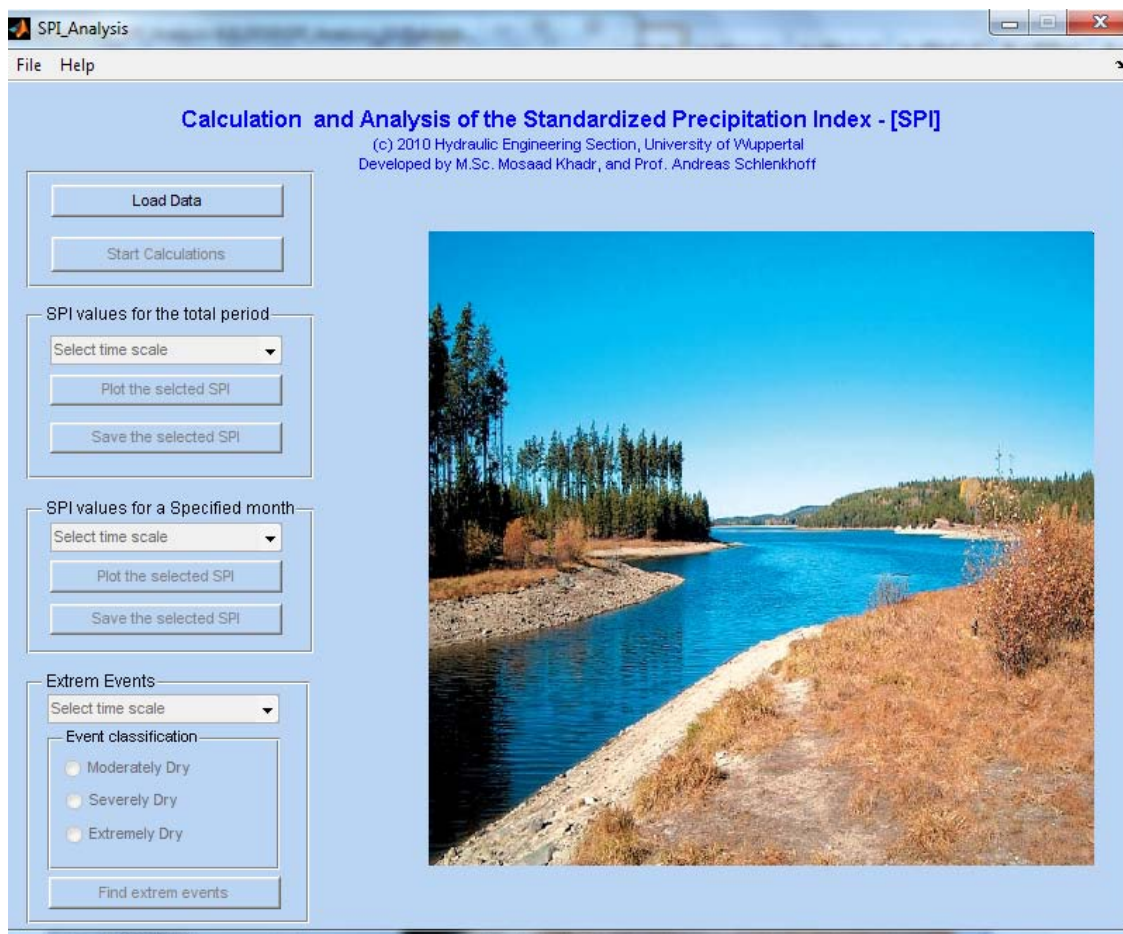 SPI_Analysis
File Help
Calculation and Analysis of the Standardized Precipitation Index - [SPI]
(c) 2010 Hydraulic Engineering Section, University of Wuppertal
Developed by M.Sc. Mosaad Khadr, and Prof. Andreas Schlenkhoff
Load Data
Start Calculations
SPI values for the total period
Select time scale
Plot the selcted SPI
Save the selected SPI
SPI values for a Specified month
Select time scale
Plot the selected SPI
Save the selected SPI
Extrem Events
Select time scale
Event classification
Moderately Dry
Severely Dry
Extremely Dry
Find extrem events